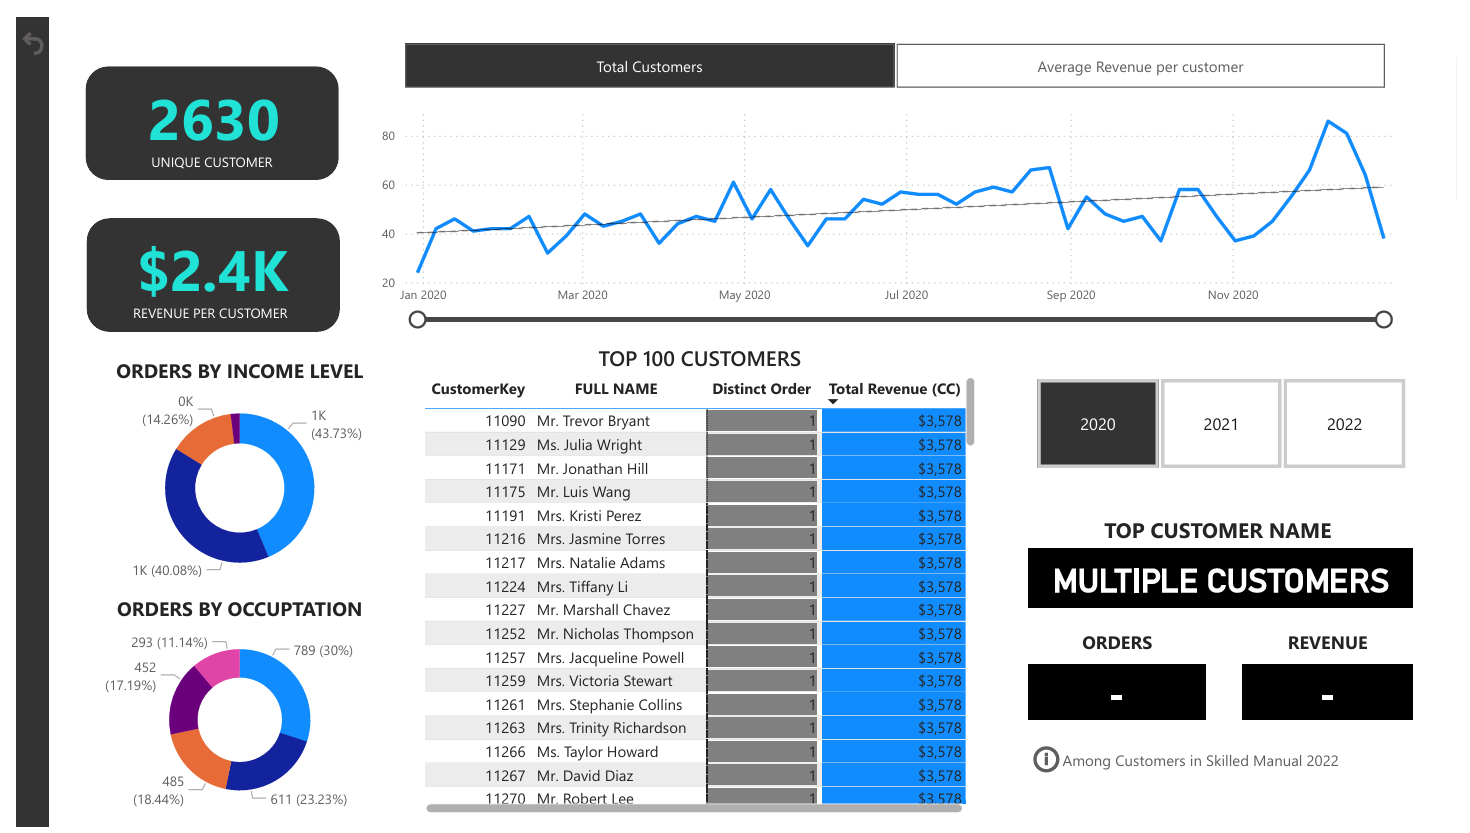 2630
UNIQUE CUSTOMER
$2.4K
REVENUE PER CUSTOMER
Total Customers
Average Revenue per customer
80
60
40
20
Jan 2020
Mar 2020
May 2020
Jul 2020
Sep 2020
Nov 2020
ORDERS BY INCOME LEVEL
0K
(14.26%)
1K
(43.73%)
1K (40.08%)
ORDERS BY OCCUPTATION
293 (11.14%)
789 (30%)
452
(17.19%)
485
(18.44%)
611 (23.23%)
TOP 100 CUSTOMERS
CustomerKey FULL NAME Distinct Order Total Revenue (CC)
11090 Mr. Trevor Bryant 1 $3,578
11129 Ms. Julia Wright 1 $3,578
11171 Mr. Jonathan Hill 1 $3,578
11175 Mr. Luis Wang 1 $3,578
11191 Mrs. Kristi Perez 1 $3,578
11216 Mrs. Jasmine Torres 1 $3,578
11217 Mrs. Natalie Adams 1 $3,578
11224 Mrs. Tiffany Li 1 $3,578
11227 Mr. Marshall Chavez 1 $3,578
11252 Mr. Nicholas Thompson 1 $3,578
11257 Mrs. Jacqueline Powell 1 $3,578
11259 Mrs. Victoria Stewart 1 $3,578
11261 Mrs. Stephanie Collins 1 $3,578
11263 Mrs. Trinity Richardson 1 $3,578
11266 Ms. Taylor Howard 1 $3,578
11267 Mr. David Diaz 1 $3,578
11270 Mr. Robert Lee 1 $3,578
2020
2021
2022
TOP CUSTOMER NAME
MULTIPLE CUSTOMERS
ORDERS
REVENUE
-
-
Among Customers in Skilled Manual 2022